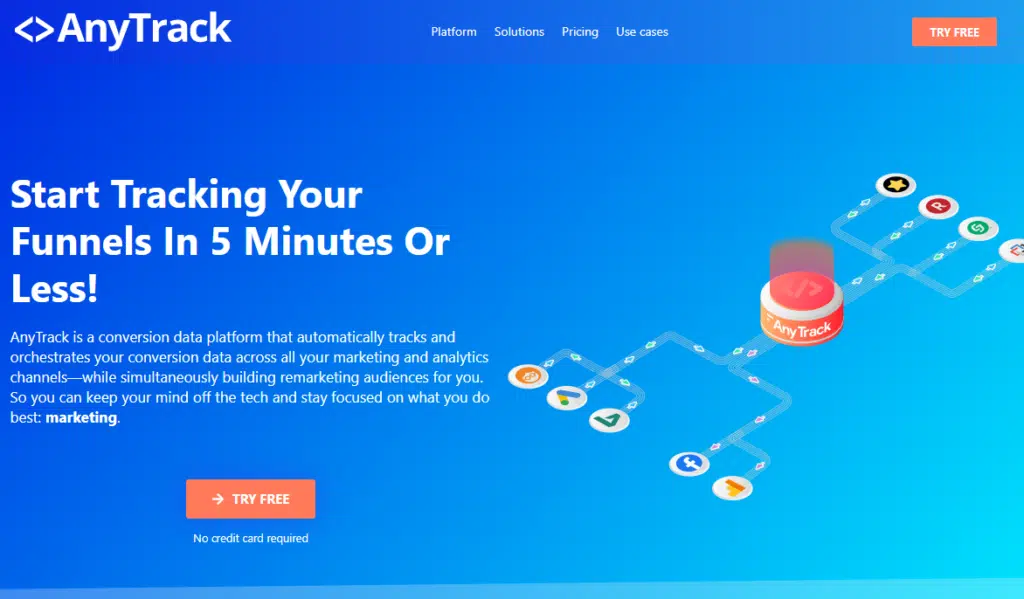 <>AnyTrack
Platform Solutions Pricing Use cases
TRY FREE
Start Tracking Your
Funnels In 5 Minutes Or
Less!
AnyTrack is a conversion data platform that automatically tracks and
orchestrates your conversion data across all your marketing and analytics
channels—while simultaneously building remarketing audiences for you.
So you can keep your mind off the tech and stay focused on what you do
best: marketing.
→ TRY FREE
No credit card required
</>
AnyTrack
R
S
f